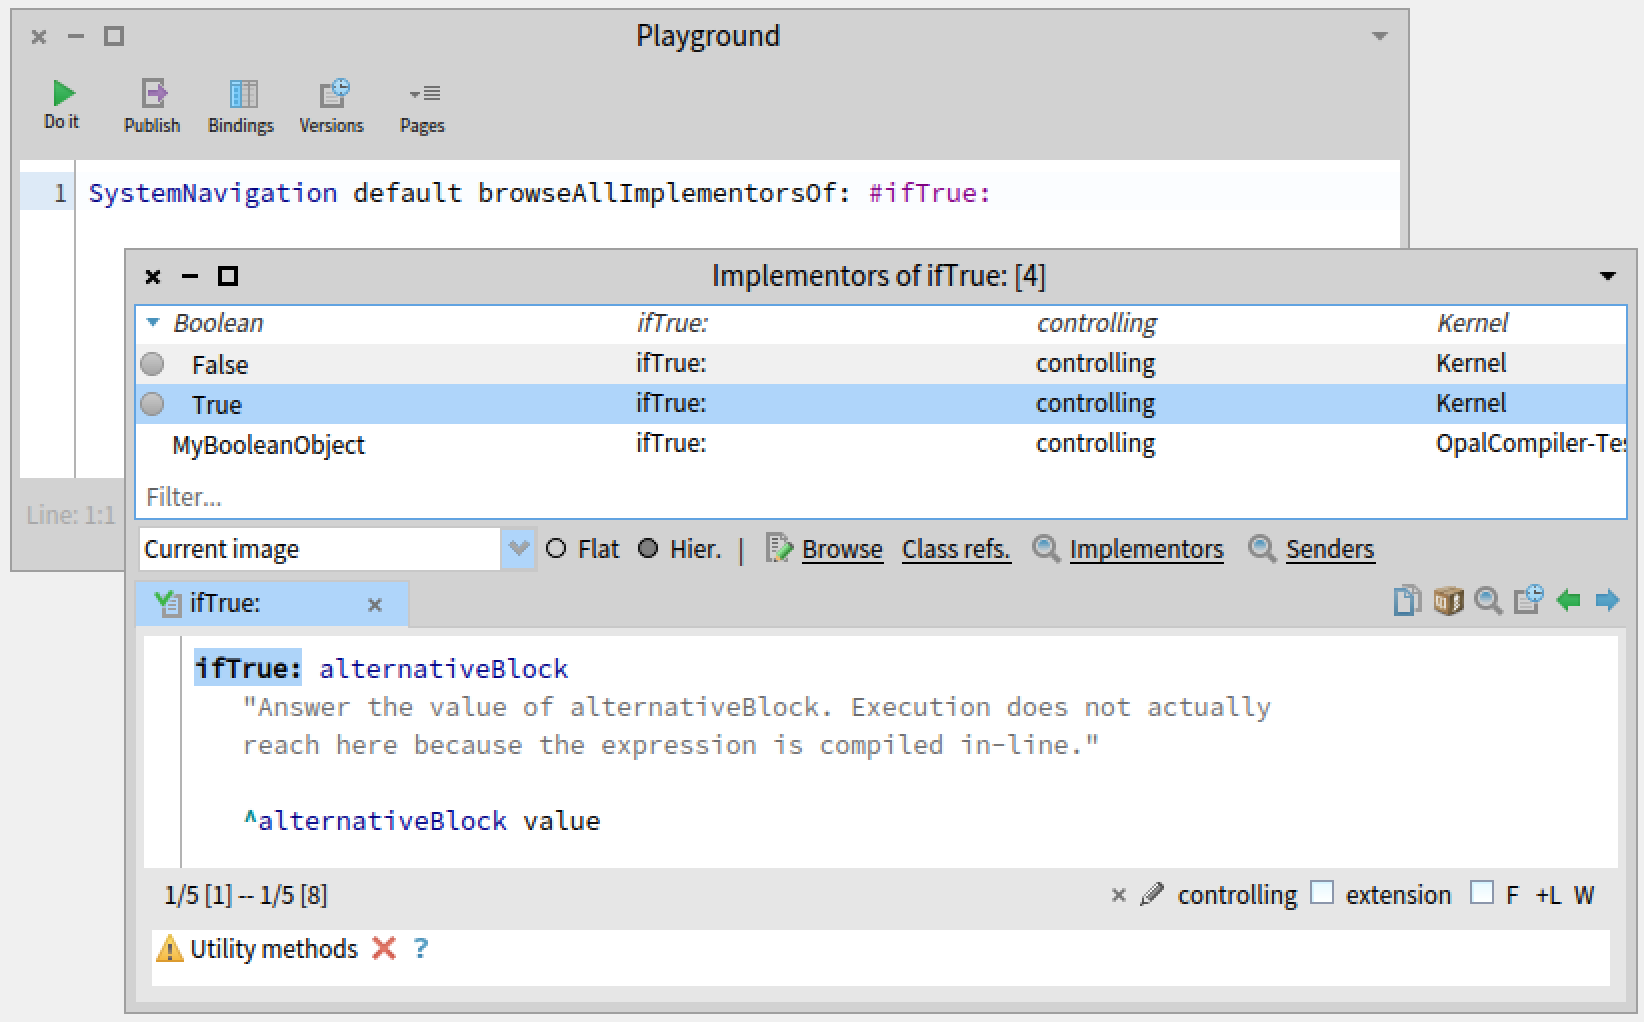 Playground
Do it Publish Bindings Versions Pages
1 SystemNavigation default browseAllImplementorsOf: #ifTrue:
Line: 1:1
Implementors of ifTrue: [4]
Boolean ifTrue: controlling Kernel
False ifTrue: controlling Kernel
True ifTrue: controlling Kernel
MyBooleanObject ifTrue: controlling OpalCompiler-Tes
Filter...
Current image Flat Hier. | Browse Class refs. Implementors Senders
ifTrue:
ifTrue: alternativeBlock
"Answer the value of alternativeBlock. Execution does not actually
reach here because the expression is compiled in-line."
^alternativeBlock value
1/5 [1] -- 1/5 [8] controlling extension F +L W
Utility methods ?